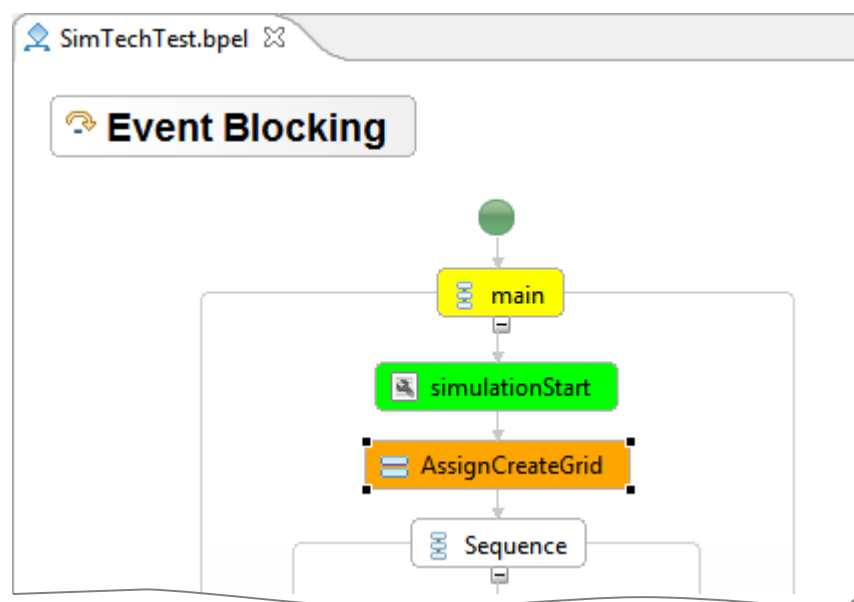 SimTechTest.bpel
Event Blocking
main
simulationStart
AssignCreateGrid
Sequence